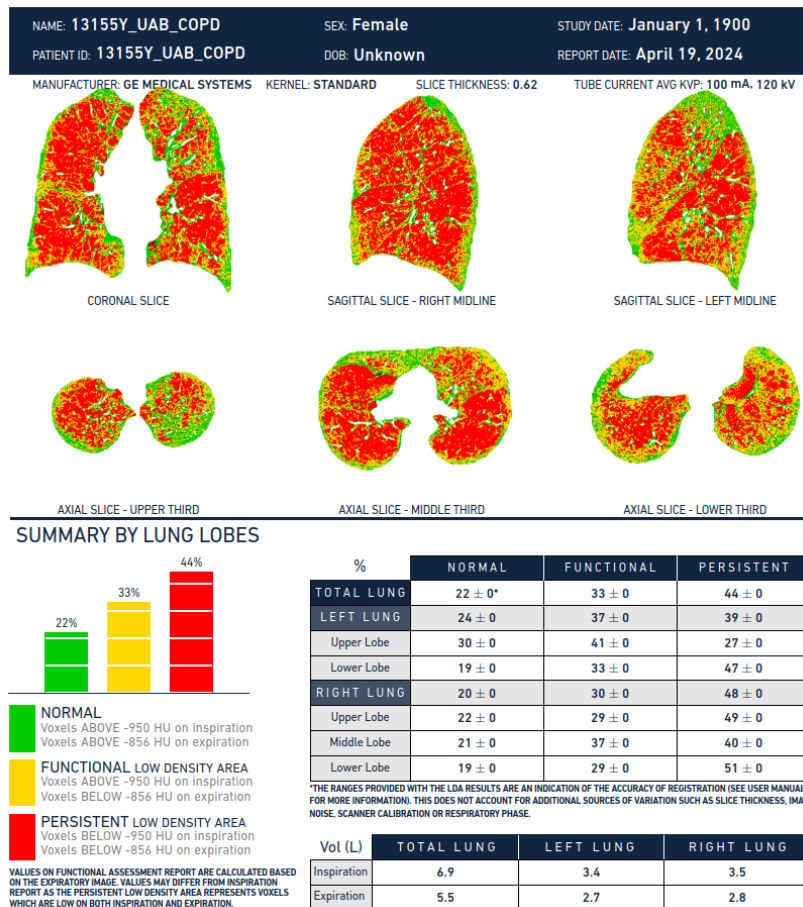 NAME: 13155Y_UAB_COPD SEX: Female STUDY DATE: January 1, 1900
PATIENT ID: 13155Y_UAB_COPD DOB: Unknown REPORT DATE: April 19, 2024
MANUFACTURER: GE MEDICAL SYSTEMS KERNEL: STANDARD SLICE THICKNESS: 0.62 TUBE CURRENT AVG KVP: 100 mA, 120 kV
CORONAL SLICE SAGITTAL SLICE - RIGHT MIDLINE SAGITTAL SLICE - LEFT MIDLINE
AXIAL SLICE - UPPER THIRD AXIAL SLICE - MIDDLE THIRD AXIAL SLICE - LOWER THIRD
SUMMARY BY LUNG LOBES
22% 33% 44%
NORMAL
Voxels ABOVE -950 HU on inspiration
Voxels ABOVE -856 HU on expiration
FUNCTIONAL LOW DENSITY AREA
Voxels ABOVE -950 HU on inspiration
Voxels BELOW -856 HU on expiration
PERSISTENT LOW DENSITY AREA
Voxels BELOW -950 HU on inspiration
Voxels BELOW -856 HU on expiration
VALUES ON FUNCTIONAL ASSESSMENT REPORT ARE CALCULATED BASED
ON THE EXPIRATORY IMAGE. VALUES MAY DIFFER FROM INSPIRATION
REPORT AS THE PERSISTENT LOW DENSITY AREA REPRESENTS VOXELS
WHICH ARE LOW ON BOTH INSPIRATION AND EXPIRATION.
% NORMAL FUNCTIONAL PERSISTENT
TOTAL LUNG 22 ± 0* 33 ± 0 44 ± 0
LEFT LUNG 24 ± 0 37 ± 0 39 ± 0
Upper Lobe 30 ± 0 41 ± 0 27 ± 0
Lower Lobe 19 ± 0 33 ± 0 47 ± 0
RIGHT LUNG 20 ± 0 30 ± 0 48 ± 0
Upper Lobe 22 ± 0 29 ± 0 49 ± 0
Middle Lobe 21 ± 0 37 ± 0 40 ± 0
Lower Lobe 19 ± 0 29 ± 0 51 ± 0
*THE RANGES PROVIDED WITH THE LDA RESULTS ARE AN INDICATION OF THE ACCURACY OF REGISTRATION (SEE USER MANUAL
FOR MORE INFORMATION). THIS DOES NOT ACCOUNT FOR ADDITIONAL SOURCES OF VARIATION SUCH AS SLICE THICKNESS, IMA
NOISE, SCANNER CALIBRATION OR RESPIRATORY PHASE.
Vol (L) TOTAL LUNG LEFT LUNG RIGHT LUNG
Inspiration 6.9 3.4 3.5
Expiration 5.5 2.7 2.8